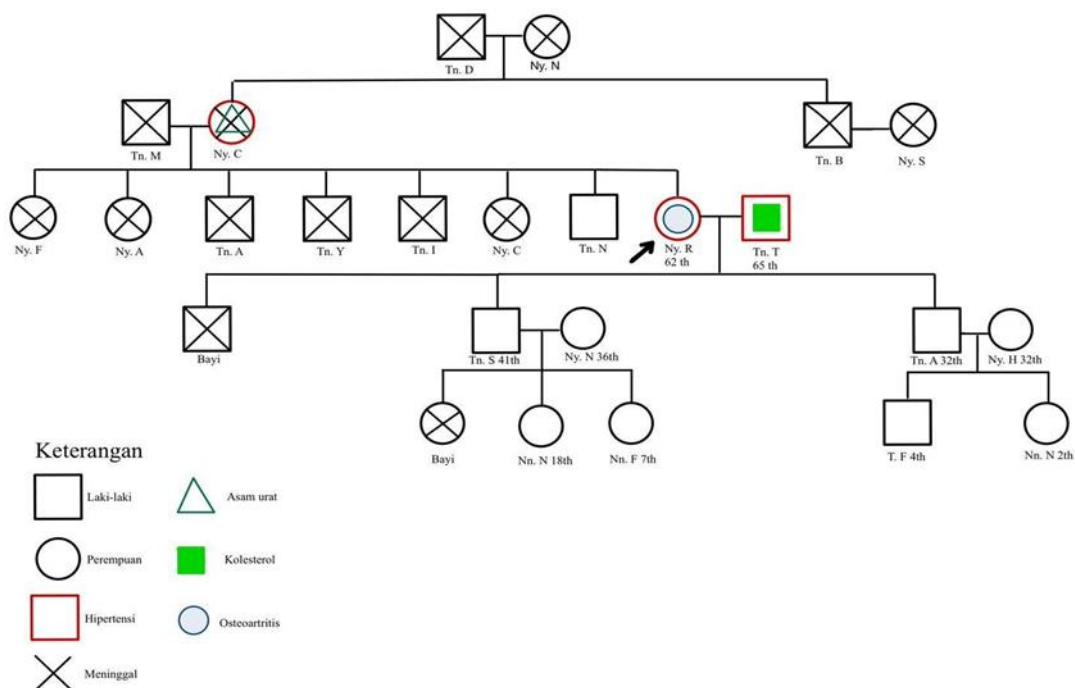 Tn. D
Ny. N
Tn. M
Ny. C
Tn. B
Ny. S
Ny. F
Ny. A
Tn. A
Tn. Y
Tn. I
Ny. C
Tn. N
Ny. R
62 th
Tn. T
65 th
Bayi
Tn. S 41th
Ny. N 36th
Tn. A 32th
Ny. H 32th
Bayi
Nn. N 18th
Nn. F 7th
T. F 4th
Nn. N 2th
Keterangan
Laki-laki
Asam urat
Perempuan
Kolesterol
Hipertensi
Osteoartritis
Meninggal